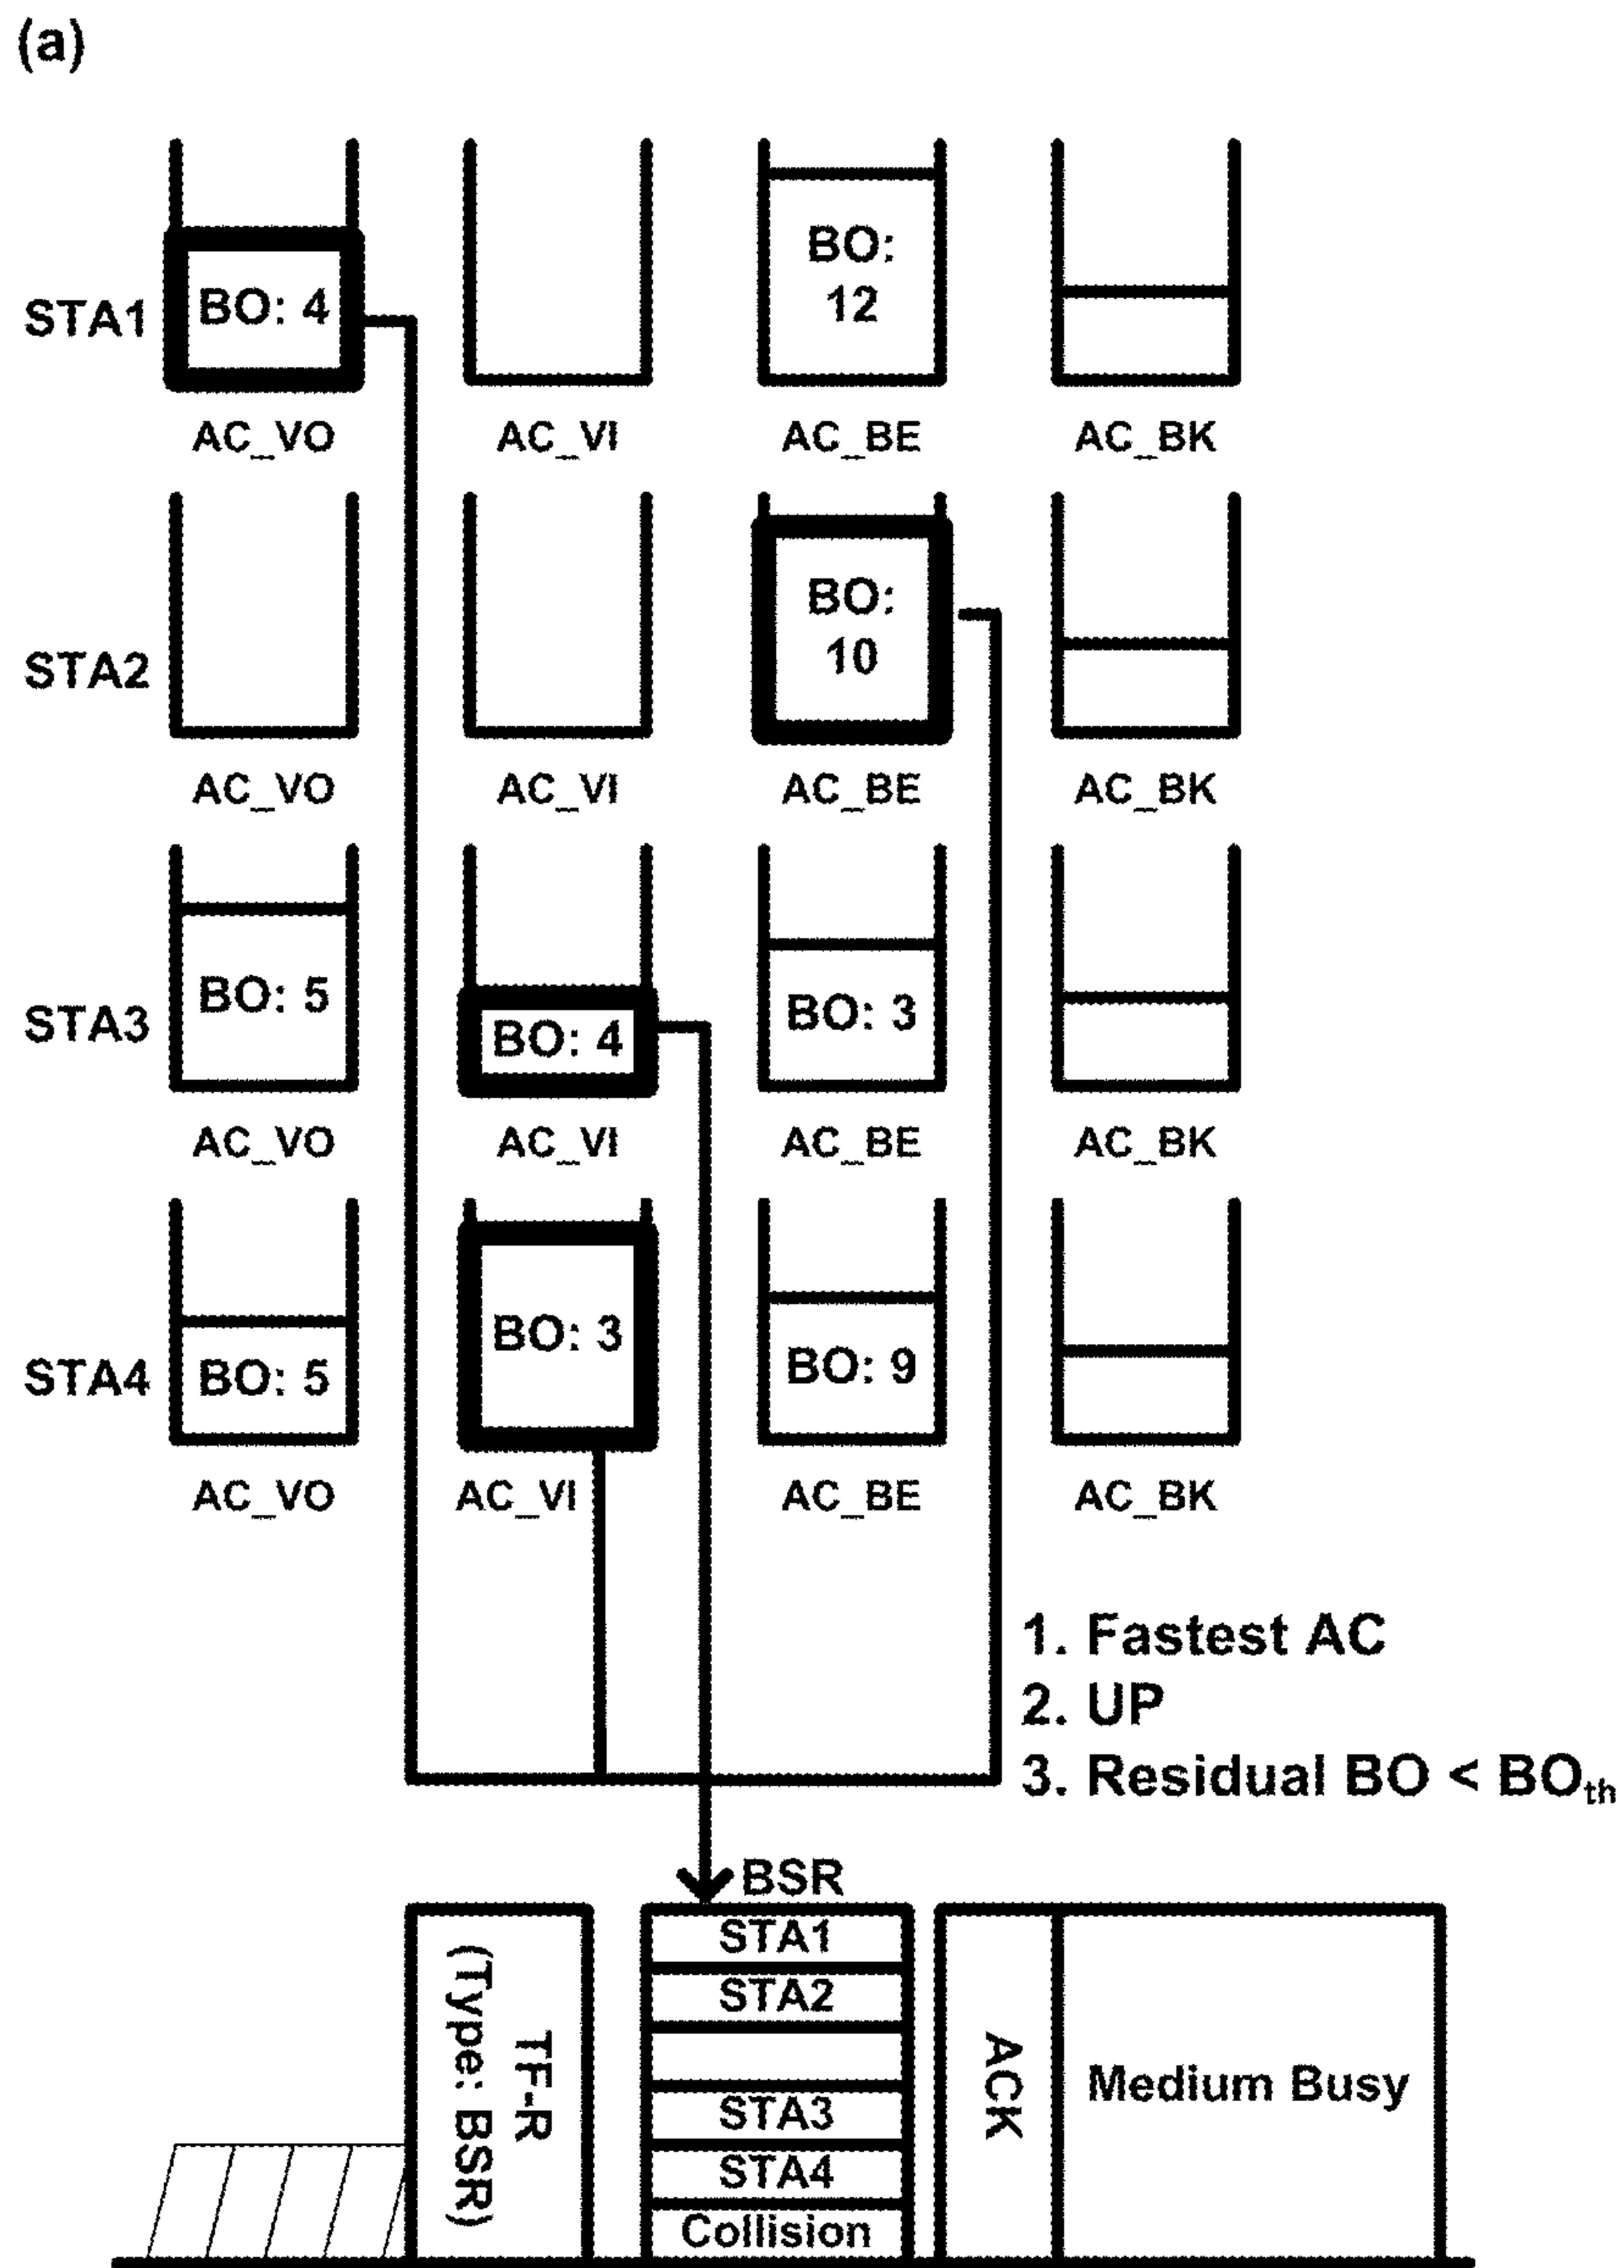 (a)
BO: 4
BO:
12
STA1
AC_VO AC_VI AC_BE AC_BK
BO:
10
STA2
AC_VO AC_VI AC_BE AC_BK
BO: 5
BO: 4
BO: 3
STA3
AC_VO AC_VI AC_BE AC_BK
BO: 5
BO: 3
BO: 9
STA4
AC_VO AC_VI AC_BE AC_BK
1. Fastest AC
2. UP
3. Residual BO < BOth
BSR
TF-R
(Type: BSR)
STA1
STA2
STA3
STA4
Collision
ACK
Medium Busy